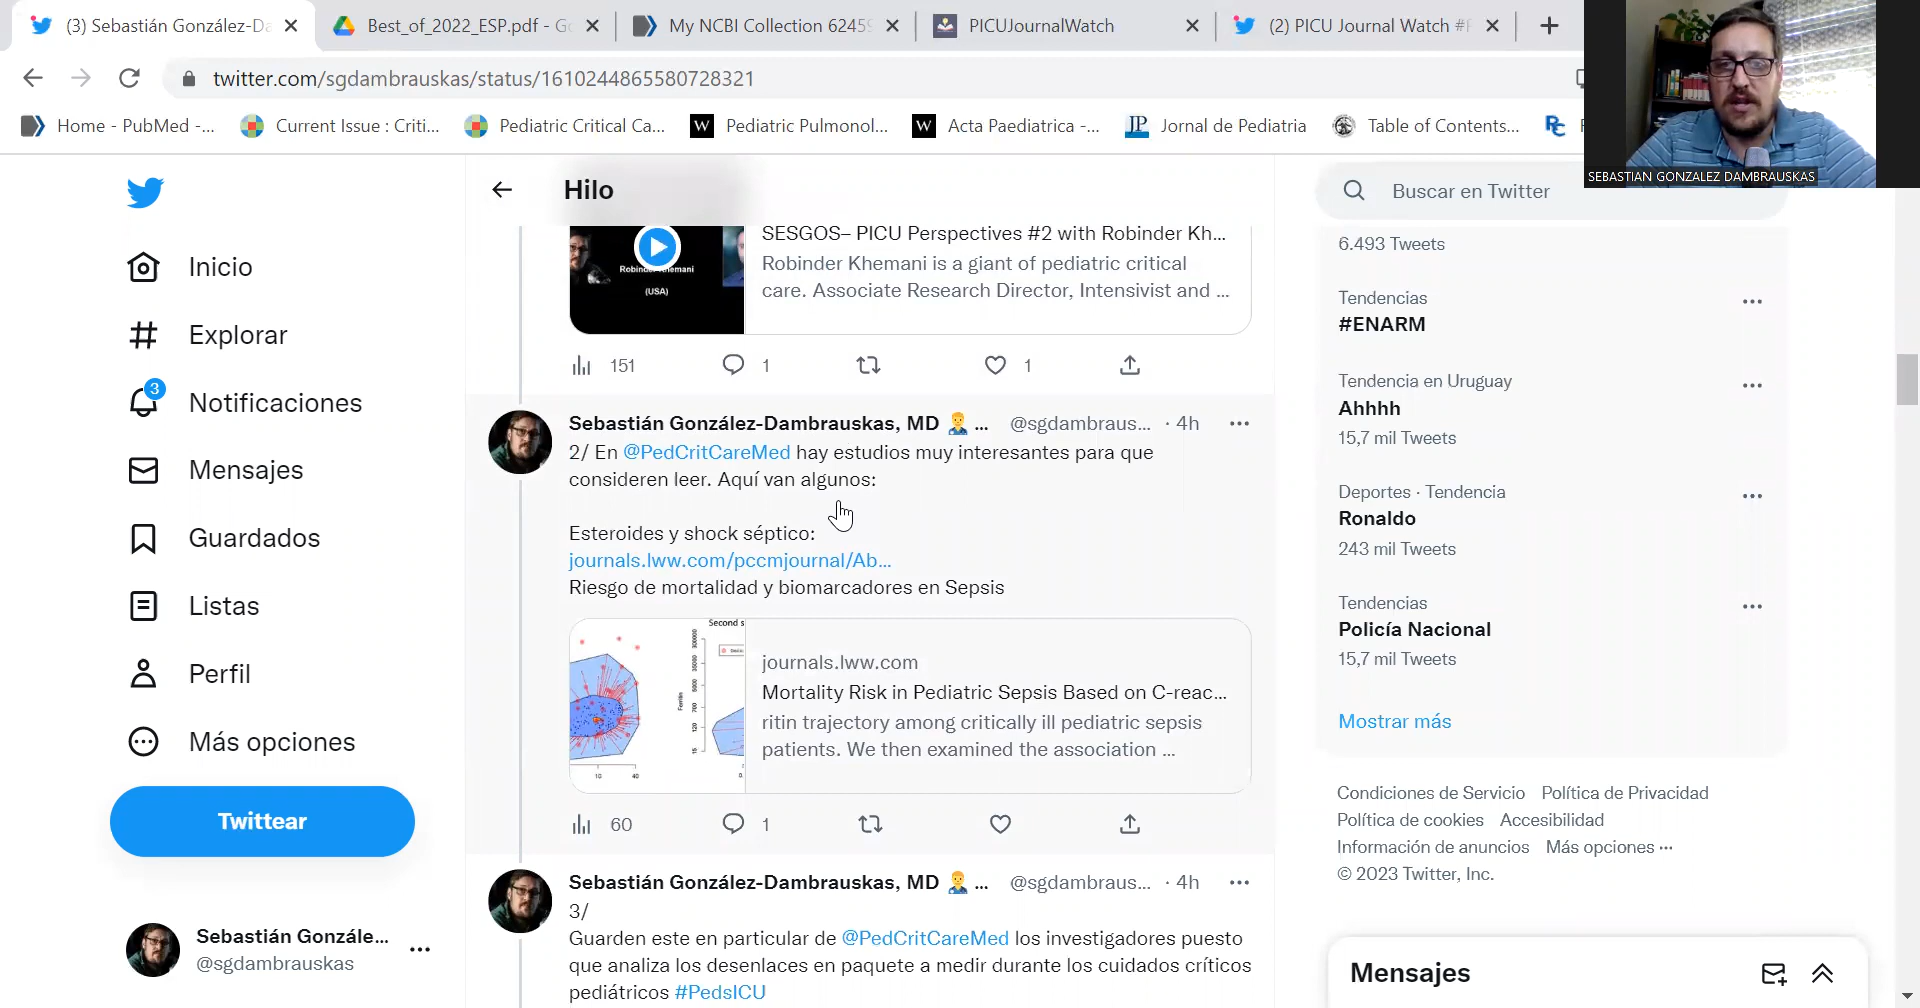 (3) Sebastián González-Da
Best_of_2022_ESP.pdf - Go
My NCBI Collection 6245
PICUJournalWatch
(2) PICU Journal Watch #
twitter.com/sgdambrauskas/status/1610244865580728321
Home - PubMed -...
Current Issue : Criti...
Pediatric Critical Ca...
W Pediatric Pulmonol...
W Acta Paediatrica -...
JP Jornal de Pediatria
Table of Contents...
SEBASTIAN GONZALEZ DAMBRAUSKAS
Inicio
Explorar
3
Notificaciones
Mensajes
Guardados
Listas
Perfil
Más opciones
Twittear
Sebastián Gonzále...
@sgdambrauskas
Hilo
Robinder Khemani
(USA)
SESGOS– PICU Perspectives #2 with Robinder Kh...
Robinder Khemani is a giant of pediatric critical
care. Associate Research Director, Intensivist and ...
151 1 1
Sebastián González-Dambrauskas, MD 👨‍⚕️ ... @sgdambraus... · 4h
2/ En @PedCritCareMed hay estudios muy interesantes para que
consideren leer. Aquí van algunos:
Esteroides y shock séptico:
journals.lww.com/pccmjournal/Ab...
Riesgo de mortalidad y biomarcadores en Sepsis
Second s
Ferritin
10 40
journals.lww.com
Mortality Risk in Pediatric Sepsis Based on C-reac...
ritin trajectory among critically ill pediatric sepsis
patients. We then examined the association ...
60 1
Sebastián González-Dambrauskas, MD 👨‍⚕️ ... @sgdambraus... · 4h
3/
Guarden este en particular de @PedCritCareMed los investigadores puesto
que analiza los desenlaces en paquete a medir durante los cuidados críticos
pediátricos #PedsICU
Buscar en Twitter
6.493 Tweets
Tendencias
#ENARM
Tendencia en Uruguay
Ahhhh
15,7 mil Tweets
Deportes · Tendencia
Ronaldo
243 mil Tweets
Tendencias
Policía Nacional
15,7 mil Tweets
Mostrar más
Condiciones de Servicio Política de Privacidad
Política de cookies Accesibilidad
Información de anuncios Más opciones ...
© 2023 Twitter, Inc.
Mensajes